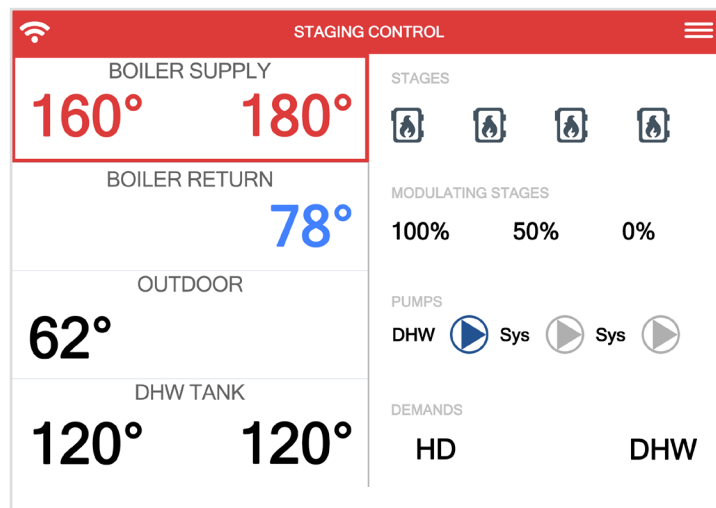 STAGING CONTROL
BOILER SUPPLY
160° 180°
BOILER RETURN
78°
OUTDOOR
62°
DHW TANK
120° 120°
STAGES
MODULATING STAGES
100% 50% 0%
PUMPS
DHW Sys Sys
DEMANDS
HD DHW